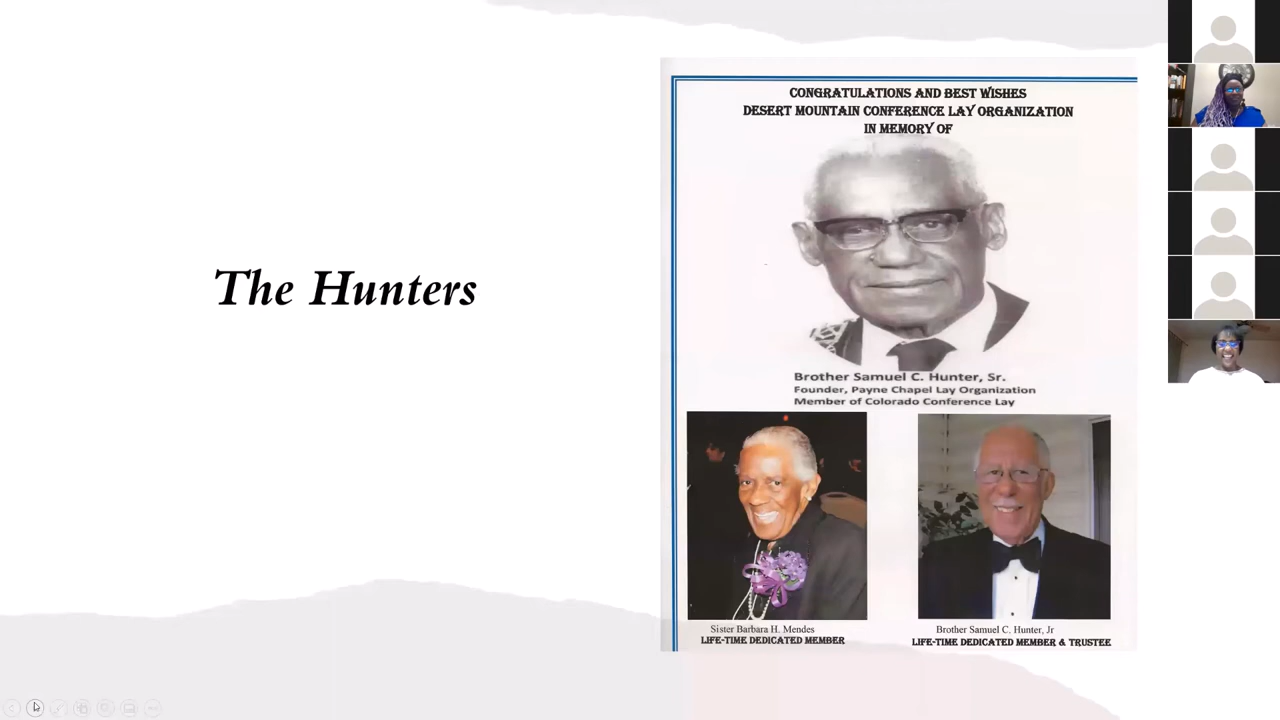 The Hunters
CONGRATULATIONS AND BEST WISHES
DESERT MOUNTAIN CONFERENCE LAY ORGANIZATION
IN MEMORY OF
Brother Samuel C. Hunter, Sr.
Founder, Payne Chapel Lay Organization
Member of Colorado Conference Lay
Sister Barbara H. Mendes
LIFE-TIME DEDICATED MEMBER
Brother Samuel C. Hunter, Jr
LIFE-TIME DEDICATED MEMBER & TRUSTEE